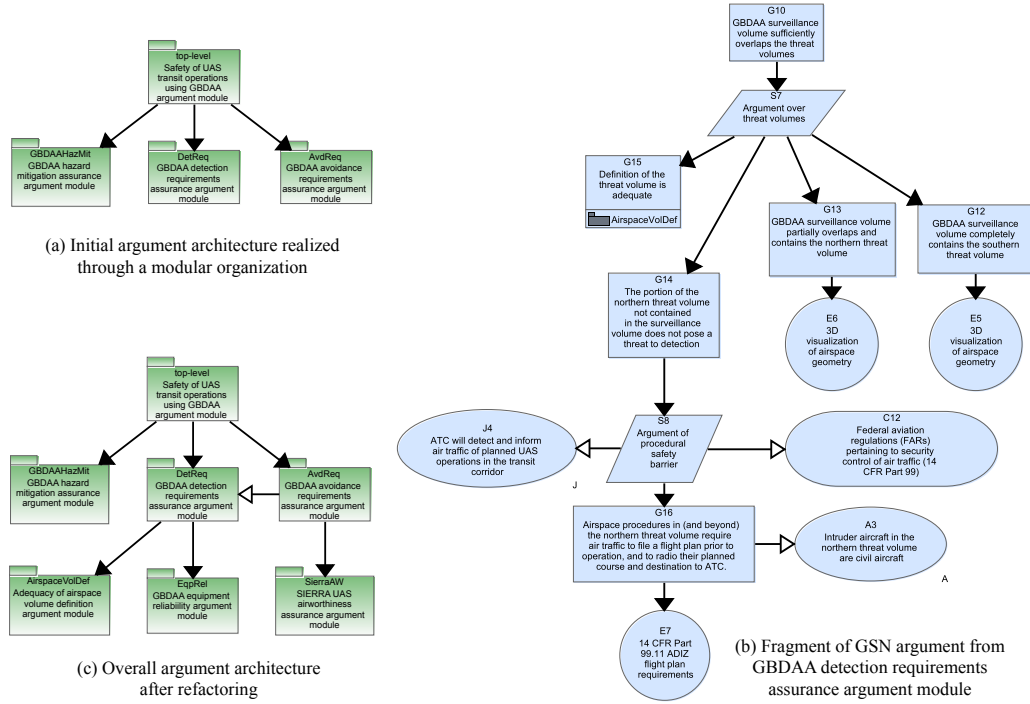 top-level
Safety of UAS
transit operations
using GBDAA
argument module
GBDAAHazMit
GBDAA hazard
mitigation assurance
argument module
DetReq
GBDAA detection
requirements
assurance argument
module
AvdReq
GBDAA avoidance
requirements
assurance argument
module
(a) Initial argument architecture realized
through a modular organization
top-level
Safety of UAS
transit operations
using GBDAA
argument module
GBDAAHazMit
GBDAA hazard
mitigation assurance
argument module
DetReq
GBDAA detection
requirements
assurance argument
module
AvdReq
GBDAA avoidance
requirements
assurance argument
module
AirspaceVolDef
Adequacy of airspace
volume definition
argument module
EqpRel
GBDAA equipment
reliability argument
module
SierraAW
SIERRA UAS
airworthiness
assurance argument
module
(c) Overall argument architecture
after refactoring
G10
GBDAA surveillance
volume sufficiently
overlaps the threat
volumes
S7
Argument over
threat volumes
G15
Definition of the
threat volume is
adequate
AirspaceVolDef
G13
GBDAA surveillance volume
partially overlaps and
contains the northern threat
volume
G12
GBDAA surveillance
volume completely
contains the southern
threat volume
G14
The portion of the
northern threat volume
not contained
in the surveillance
volume does not pose a
threat to detection
E6
3D
visualization
of airspace
geometry
E5
3D
visualization
of airspace
geometry
J4
ATC will detect and inform
air traffic of planned UAS
operations in the transit
corridor
J
S8
Argument of
procedural
safety
barrier
C12
Federal aviation
regulations (FARs)
pertaining to security
control of air traffic (14
CFR Part 99)
G16
Airspace procedures in (and beyond)
the northern threat volume require
air traffic to file a flight plan prior to
operation, and to radio their planned
course and destination to ATC.
A3
Intruder aircraft in the
northern threat volume
are civil aircraft
A
E7
14 CFR Part
99.11 ADIZ
flight plan
requirements
(b) Fragment of GSN argument from
GBDAA detection requirements
assurance argument module